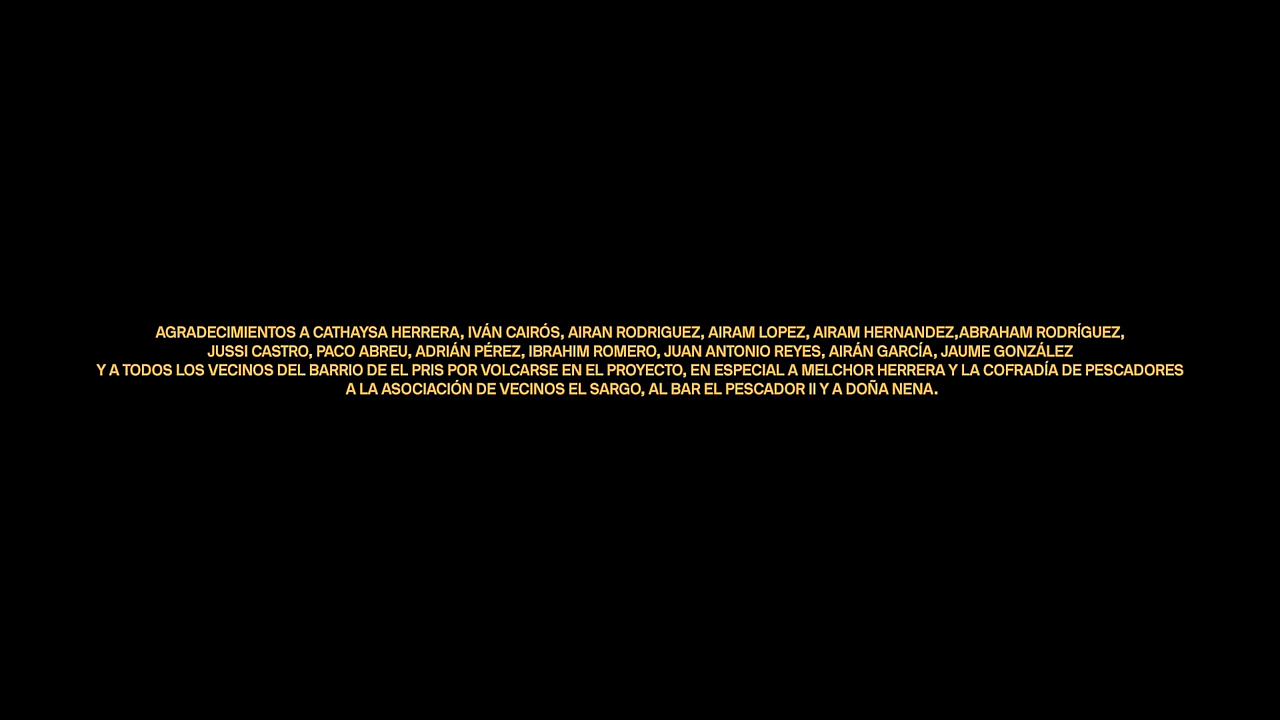 AGRADECIMIENTOS A CATHAYSA HERRERA, IVÁN CAIRÓS, AIRAN RODRIGUEZ, AIRAM LOPEZ, AIRAM HERNANDEZ,ABRAHAM RODRÍGUEZ,
JUSSI CASTRO, PACO ABREU, ADRIÁN PÉREZ, IBRAHIM ROMERO, JUAN ANTONIO REYES, AIRÁN GARCÍA, JAUME GONZÁLEZ
Y A TODOS LOS VECINOS DEL BARRIO DE EL PRIS POR VOLCARSE EN EL PROYECTO, EN ESPECIAL A MELCHOR HERRERA Y LA COFRADÍA DE PESCADORES
A LA ASOCIACIÓN DE VECINOS EL SARGO, AL BAR EL PESCADOR II Y A DOÑA NENA.